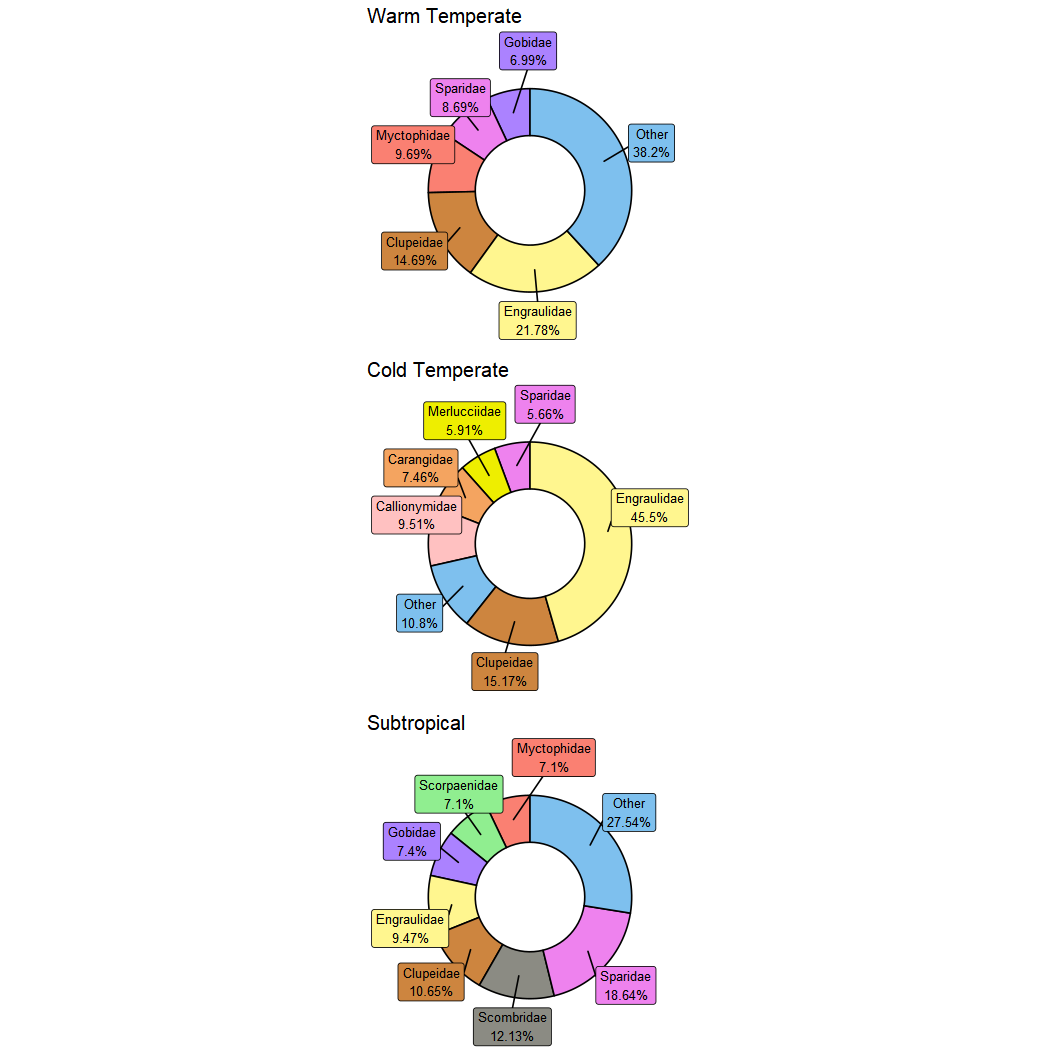 Warm Temperate
Gobidae
6.99%
Sparidae
8.69%
Other
38.2%
Myctophidae
9.69%
Clupeidae
14.69%
Engraulidae
21.78%
Cold Temperate
Sparidae
5.66%
Merlucciidae
5.91%
Carangidae
7.46%
Engraulidae
45.5%
Callionymidae
9.51%
Other
10.8%
Clupeidae
15.17%
Subtropical
Myctophidae
7.1%
Scorpaenidae
7.1%
Other
27.54%
Gobidae
7.4%
Engraulidae
9.47%
Clupeidae
10.65%
Sparidae
18.64%
Scombridae
12.13%